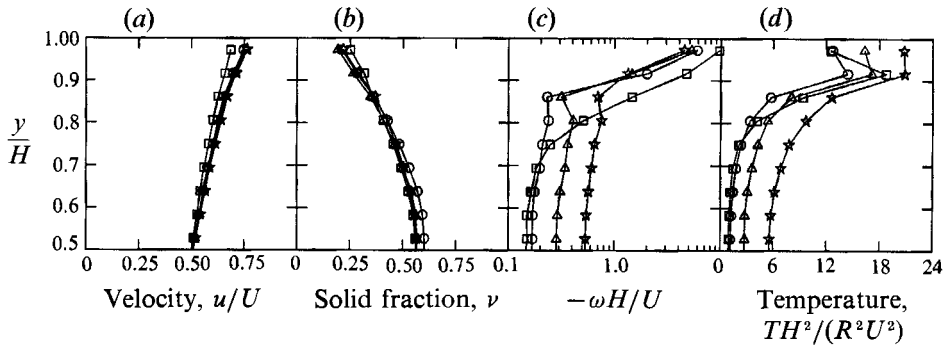 (a) (b) (c) (d)
1.00
0.9
y/H 0.8
0.7
0.6
0.5
0 0.25 0.50 0.75 0 0.25 0.50 0.75 0.1 1.0 0 6 12 18 24
Velocity, u/U Solid fraction, ν −ωH/U Temperature,
TH²/(R²U²)